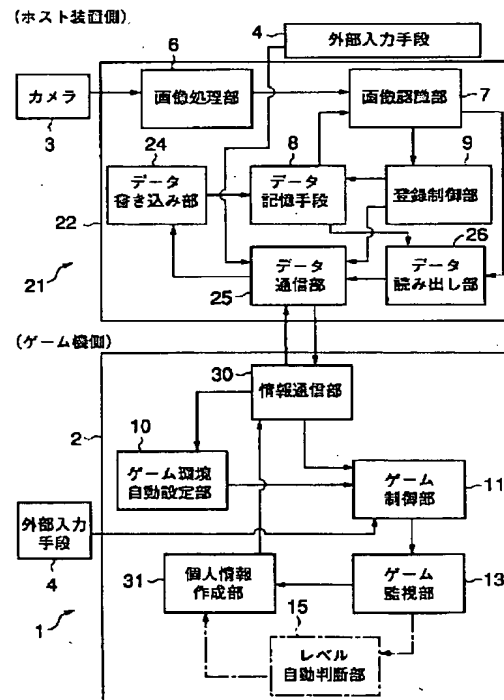 (ホスト装置側)
4
外部入力手段
6
カメラ
3
画像処理部
画像認識部
7
24
8
9
データ
書き込み部
データ
記憶手段
登録制御部
22
26
データ
通信部
データ
読み出し部
21
25
(ゲーム機側)
30
情報通信部
2
10
ゲーム環境
自動設定部
ゲーム
制御部
11
外部入力
手段
4
31
個人情報
作成部
ゲーム
監視部
13
15
1
レベル
自動判断部